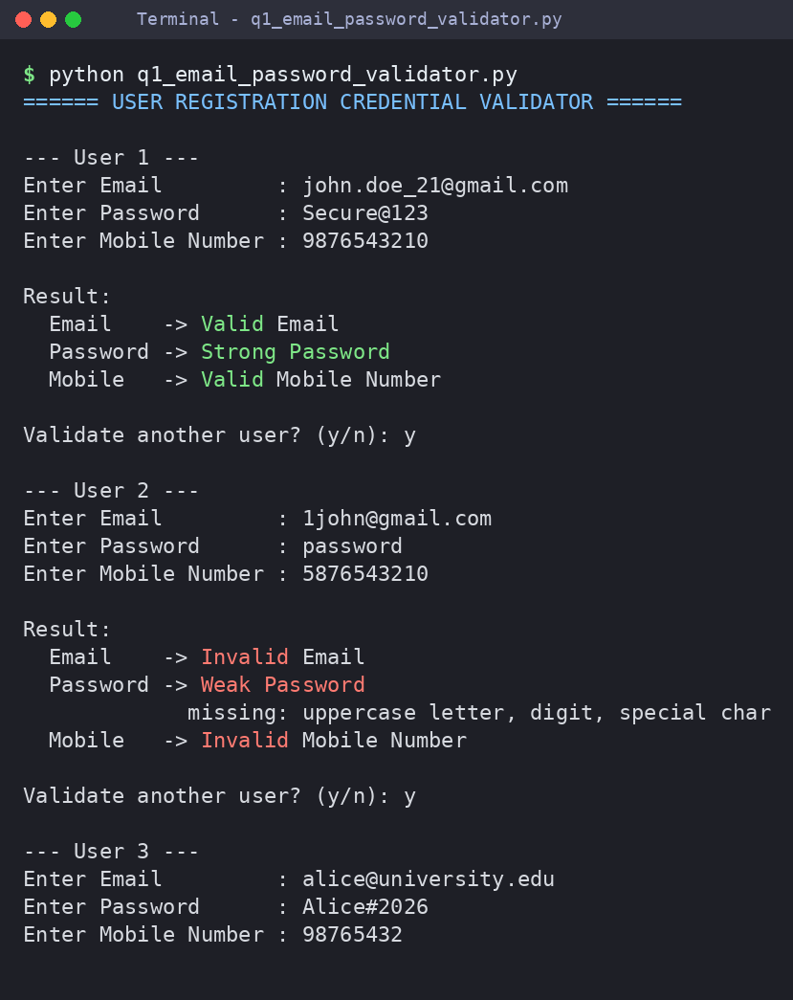 Terminal - q1_email_password_validator.py
$ python q1_email_password_validator.py
====== USER REGISTRATION CREDENTIAL VALIDATOR ======
--- User 1 ---
Enter Email         : john.doe_21@gmail.com
Enter Password      : Secure@123
Enter Mobile Number : 9876543210
Result:
  Email    -> Valid Email
  Password -> Strong Password
  Mobile   -> Valid Mobile Number
Validate another user? (y/n): y
--- User 2 ---
Enter Email         : 1john@gmail.com
Enter Password      : password
Enter Mobile Number : 5876543210
Result:
  Email    -> Invalid Email
  Password -> Weak Password
             missing: uppercase letter, digit, special char
  Mobile   -> Invalid Mobile Number
Validate another user? (y/n): y
--- User 3 ---
Enter Email         : alice@university.edu
Enter Password      : Alice#2026
Enter Mobile Number : 98765432